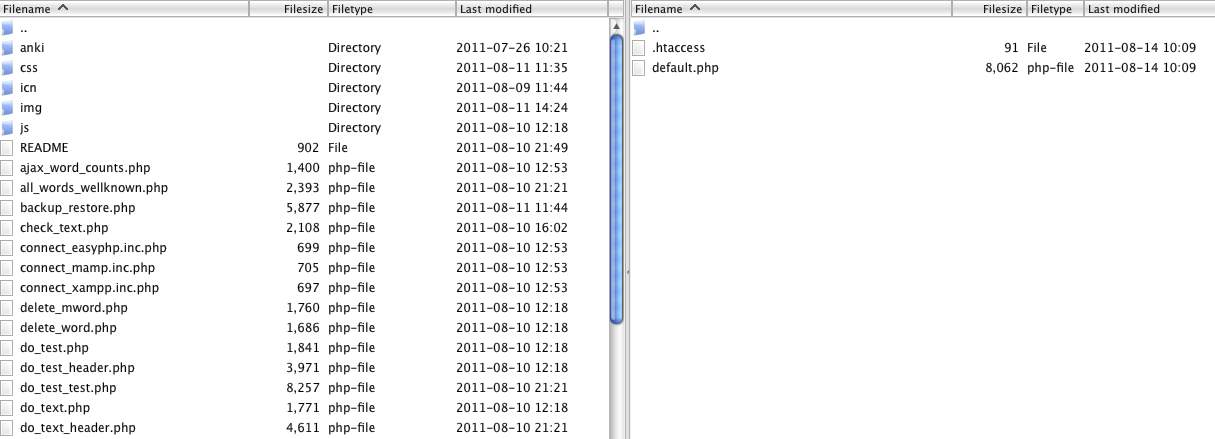 Filename Filesize Filetype Last modified
..
anki Directory 2011-07-26 10:21
css Directory 2011-08-11 11:35
icn Directory 2011-08-09 11:44
img Directory 2011-08-11 14:24
js Directory 2011-08-10 12:18
README 902 File 2011-08-10 21:49
ajax_word_counts.php 1,400 php-file 2011-08-10 12:53
all_words_wellknown.php 2,393 php-file 2011-08-10 21:21
backup_restore.php 5,877 php-file 2011-08-11 11:44
check_text.php 2,108 php-file 2011-08-10 16:02
connect_easyphp.inc.php 699 php-file 2011-08-10 12:53
connect_mamp.inc.php 705 php-file 2011-08-10 12:53
connect_xampp.inc.php 697 php-file 2011-08-10 12:53
delete_mword.php 1,760 php-file 2011-08-10 12:18
delete_word.php 1,686 php-file 2011-08-10 12:18
do_test.php 1,841 php-file 2011-08-10 12:18
do_test_header.php 3,971 php-file 2011-08-10 12:18
do_test_test.php 8,257 php-file 2011-08-10 21:21
do_text.php 1,771 php-file 2011-08-10 12:18
do_text_header.php 4,611 php-file 2011-08-10 21:21
Filename Filesize Filetype Last modified
..
.htaccess 91 File 2011-08-14 10:09
default.php 8,062 php-file 2011-08-14 10:09